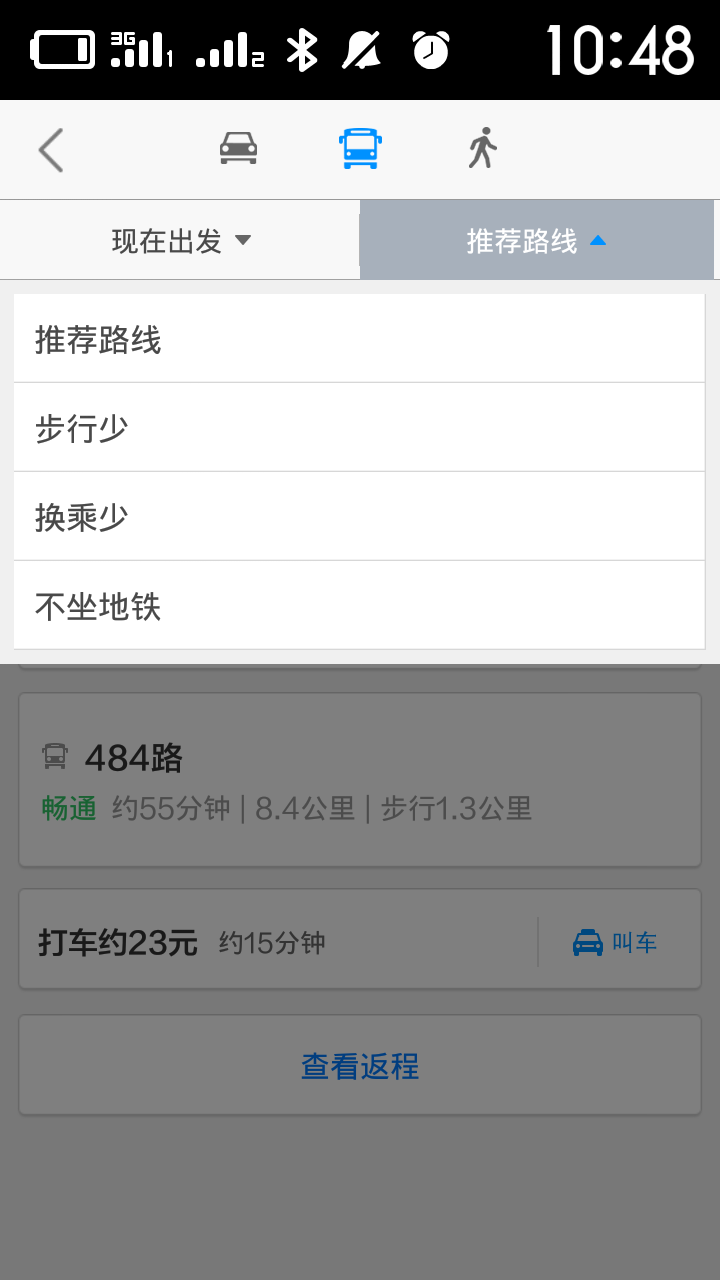 3G 1 2 10:48
现在出发 推荐路线
推荐路线
步行少
换乘少
不坐地铁
484路
畅通 约55分钟 | 8.4公里 | 步行1.3公里
打车约23元 约15分钟 叫车
查看返程